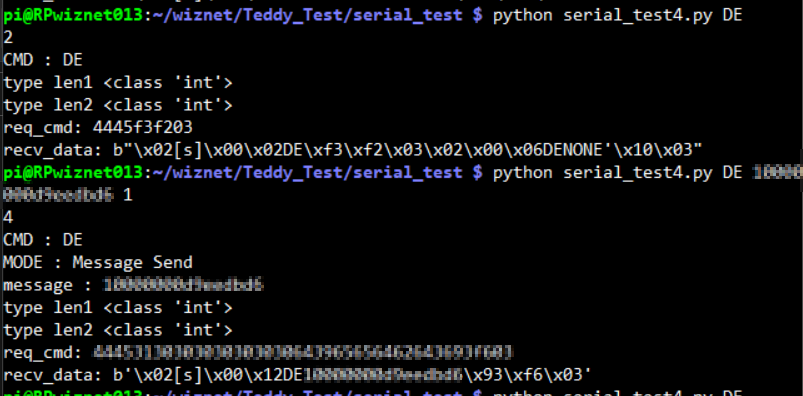 pi@RPwiznet013:~/wiznet/Teddy_Test/serial_test $ python serial_test4.py DE
2
CMD : DE
type len1 <class 'int'>
type len2 <class 'int'>
req_cmd: 4445f3f203
recv_data: b"\x02[s]\x00\x02DE\xf3\xf2\x03\x02\x00\x06DENONE'\x10\x03"
pi@RPwiznet013:~/wiznet/Teddy_Test/serial_test $ python serial_test4.py DE
1
4
CMD : DE
MODE : Message Send
message :
type len1 <class 'int'>
type len2 <class 'int'>
req_cmd:
recv_data: b'\x02[s]\x00\x12DE \x93\xf6\x03'
pi@RPwiznet013:~/wiznet/Teddy_Test/serial_test $ python serial_test4.py DE